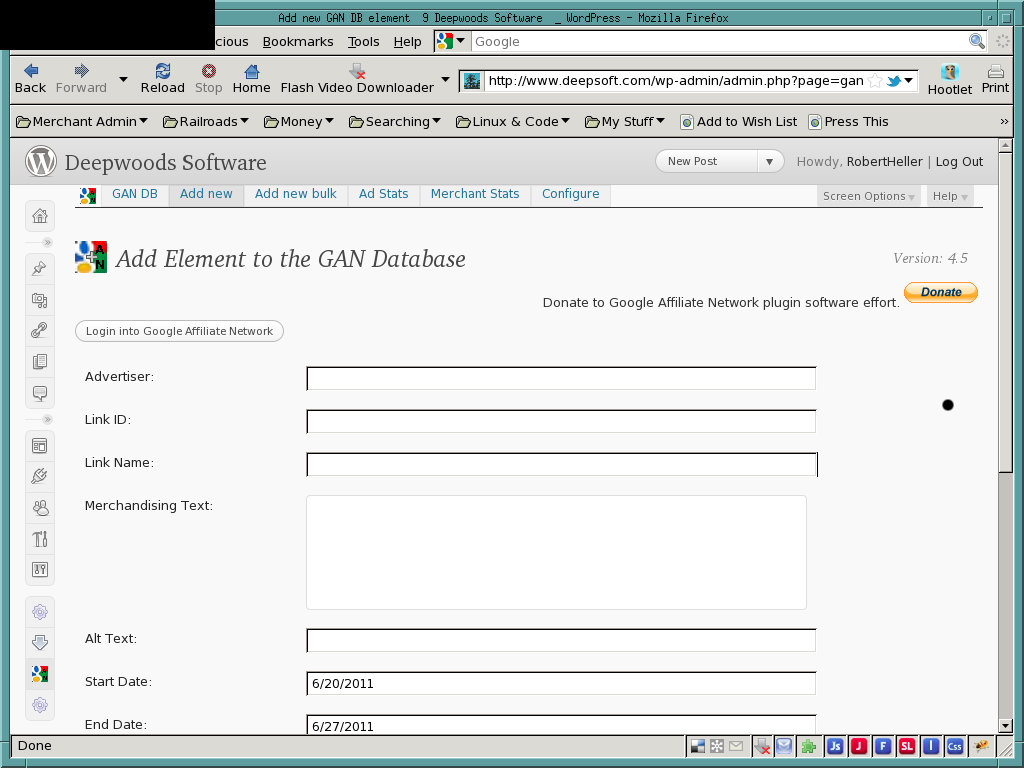 Add new GAN DB element 9 Deepwoods Software _ WordPress - Mozilla Firefox
cious Bookmarks Tools Help Google
Back Forward Reload Stop Home Flash Video Downloader http://www.deepsoft.com/wp-admin/admin.php?page=gan Hootlet Print
Merchant Admin Railroads Money Searching Linux & Code My Stuff Add to Wish List Press This »
Deepwoods Software New Post Howdy, RobertHeller | Log Out
GAN DB Add new Add new bulk Ad Stats Merchant Stats Configure Screen Options Help
Add Element to the GAN Database Version: 4.5
Donate to Google Affiliate Network plugin software effort. Donate
Login into Google Affiliate Network
Advertiser:
Link ID:
Link Name:
Merchandising Text:
Alt Text:
Start Date: 6/20/2011
End Date: 6/27/2011
Done Js J F SL I Css